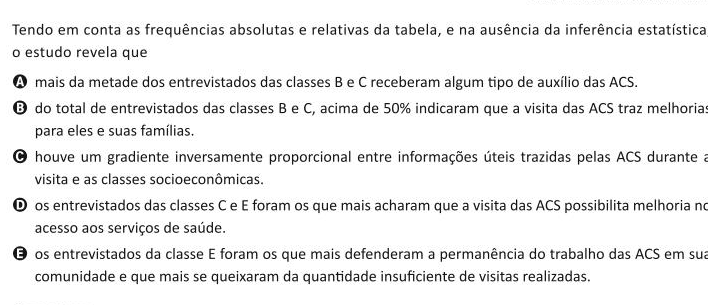 Tendo em conta as frequências absolutas e relativas da tabela, e na ausência da inferência estatística,
o estudo revela que
A mais da metade dos entrevistados das classes B e C receberam algum tipo de auxílio das ACS.
B do total de entrevistados das classes B e C, acima de 50% indicaram que a visita das ACS traz melhorias
para eles e suas famílias.
C houve um gradiente inversamente proporcional entre informações úteis trazidas pelas ACS durante a
visita e as classes socioeconômicas.
D os entrevistados das classes C e E foram os que mais acharam que a visita das ACS possibilita melhoria no
acesso aos serviços de saúde.
E os entrevistados da classe E foram os que mais defenderam a permanência do trabalho das ACS em sua
comunidade e que mais se queixaram da quantidade insuficiente de visitas realizadas.